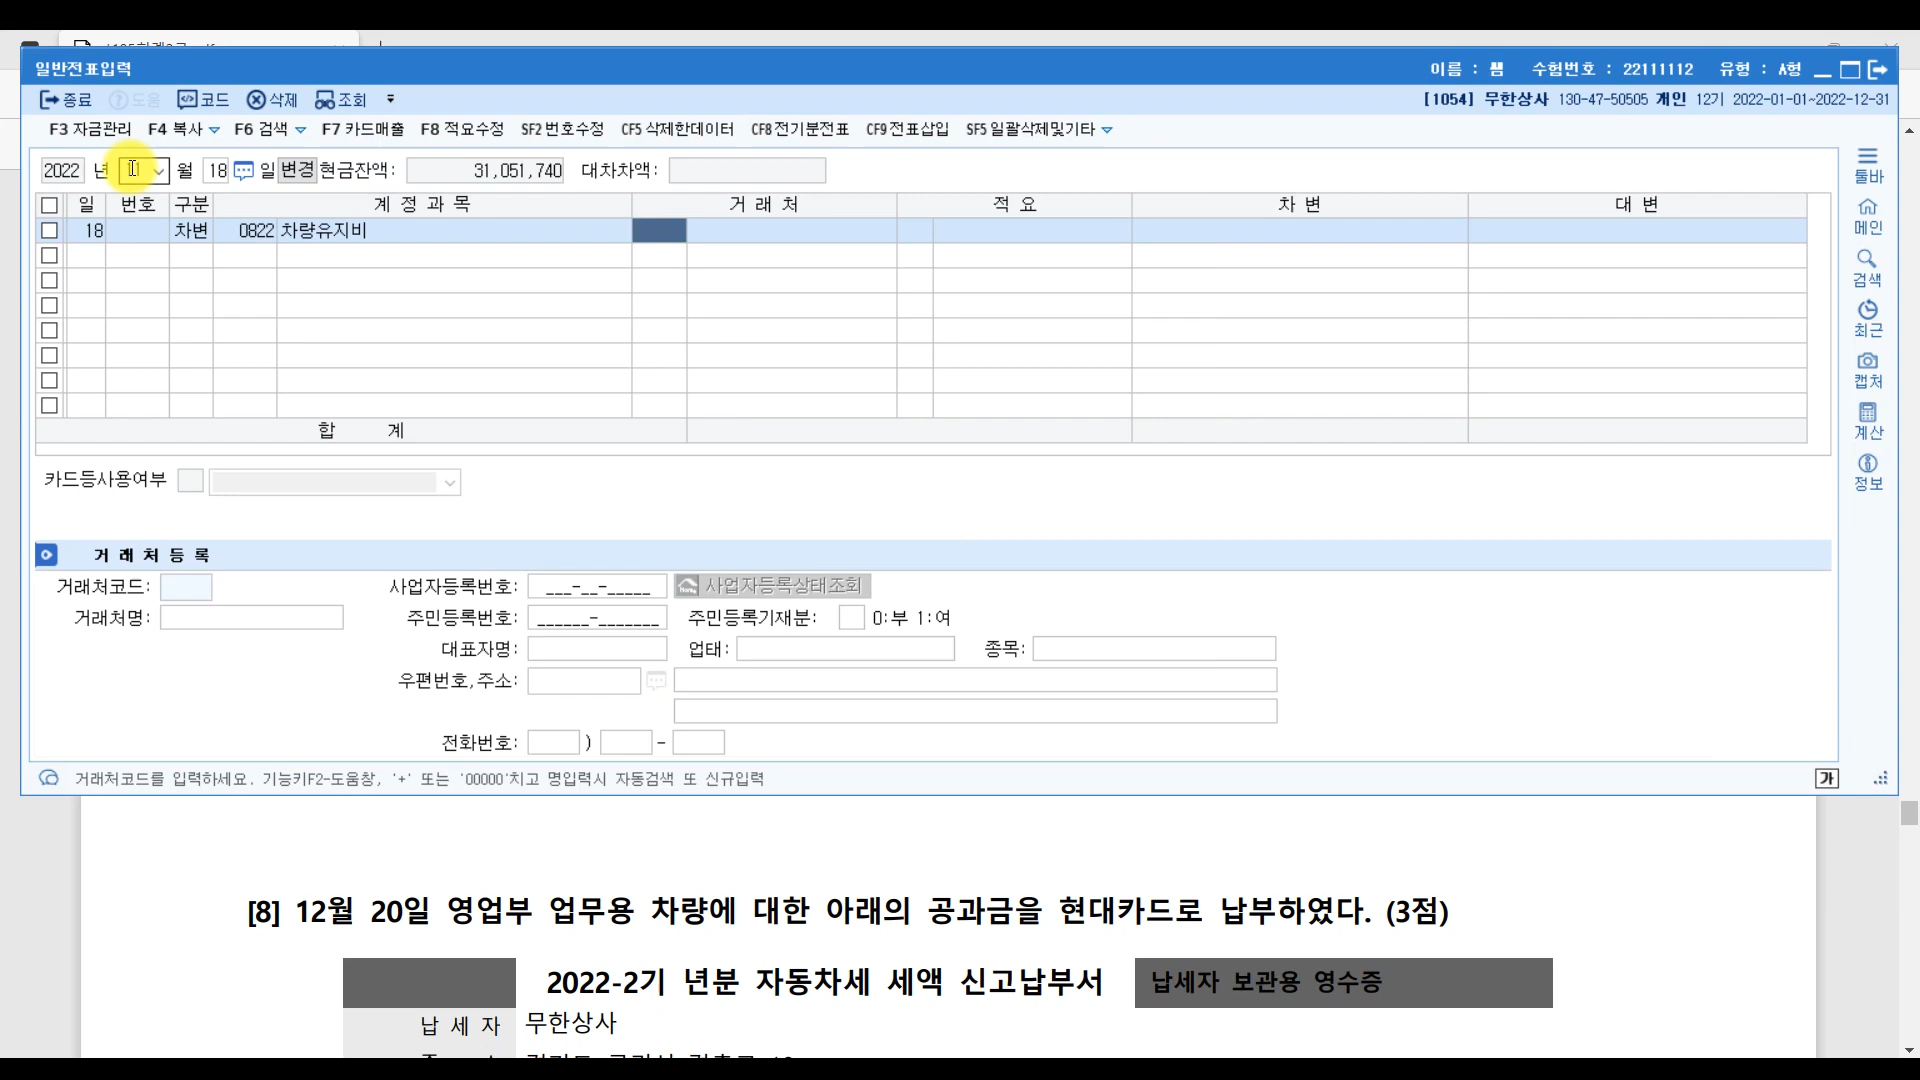 일반전표입력 이름 : 쌤 수험번호 : 22111112 유형 : A형
종료 도움 코드 삭제 조회 [1054] 무한상사 130-47-50505 개인 12기 2022-01-01~2022-12-31
F3 자금관리 F4 복사 F6 검색 F7 카드매출 F8 적요수정 SF2 번호수정 CF5 삭제한데이터 CF8 전기분전표 CF9 전표삽입 SF5 일괄삭제및기타
2022 년 월 18 일 변경 현금잔액: 31,051,740 대차차액:
툴바
메인
검색
최근
캡처
계산
정보
일 번호 구분 계 정 과 목 거 래 처 적 요 차 변 대 변
18 차변 0822 차량유지비
합 계
카드등사용여부
거 래 처 등 록
거래처코드: 사업자등록번호: ___-__-_____ 사업자등록상태조회
거래처명: 주민등록번호: ______-_______ 주민등록기재분: 0:부 1:여
대표자명: 업태: 종목:
우편번호,주소:
전화번호: ) -
거래처코드를 입력하세요. 기능키F2-도움창, '+' 또는 '00000'치고 명입력시 자동검색 또 신규입력 가
[8] 12월 20일 영업부 업무용 차량에 대한 아래의 공과금을 현대카드로 납부하였다. (3점)
2022-2기 년분 자동차세 세액 신고납부서 납세자 보관용 영수증
납 세 자 무한상사